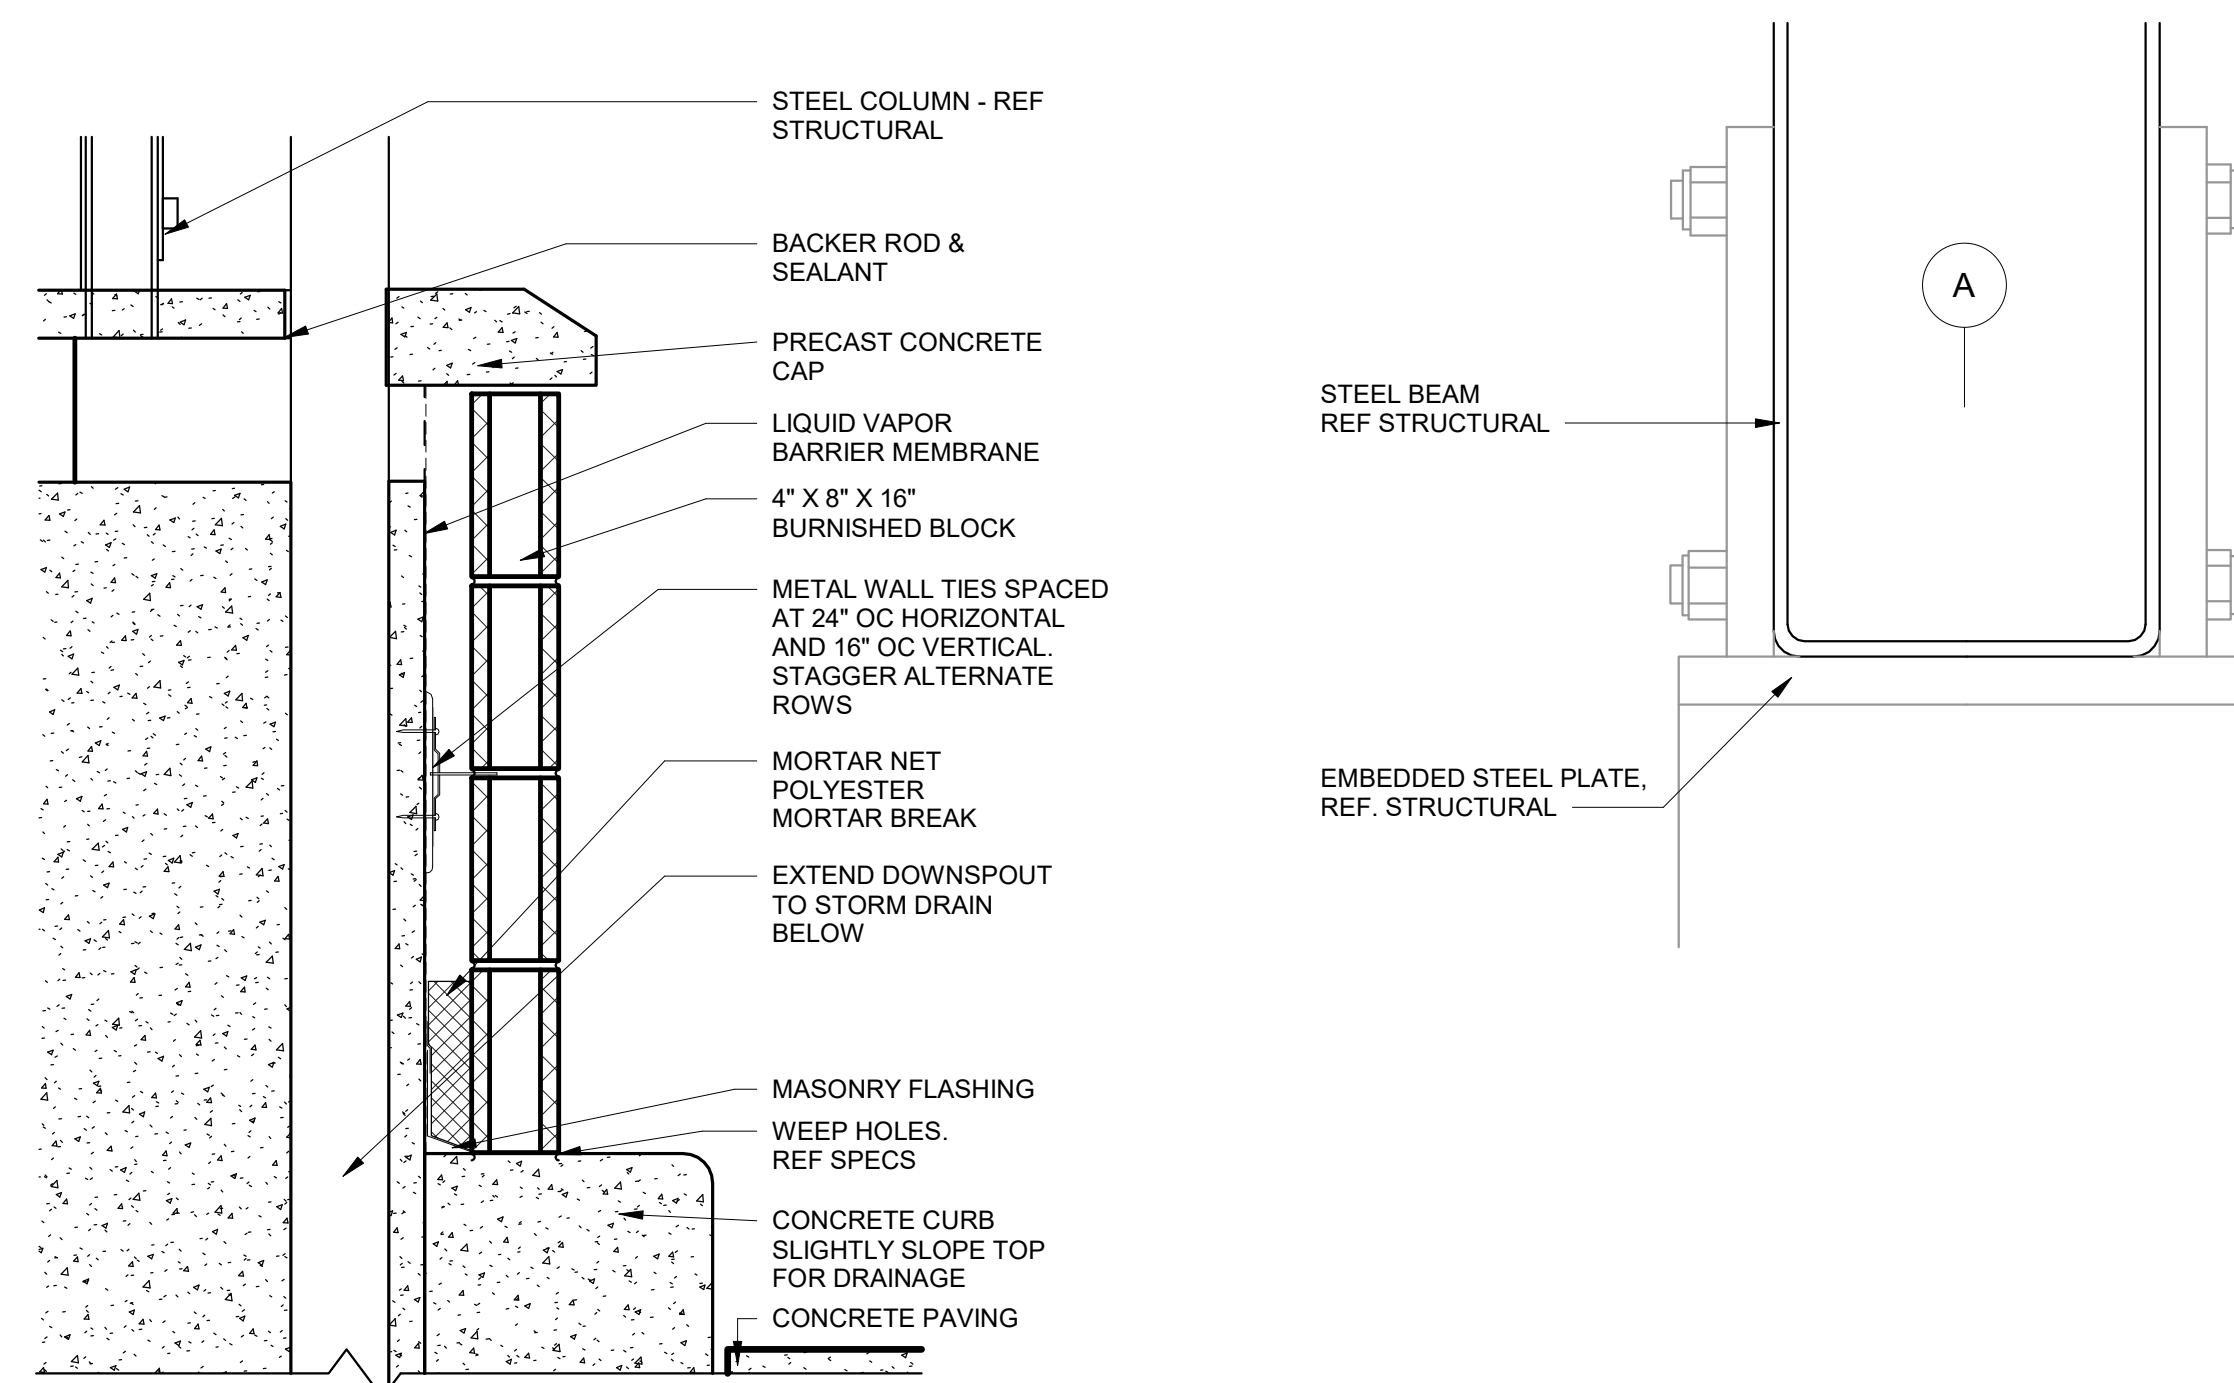 STEEL COLUMN - REF
STRUCTURAL
BACKER ROD &
SEALANT
PRECAST CONCRETE
CAP
LIQUID VAPOR
BARRIER MEMBRANE
4" X 8" X 16"
BURNISHED BLOCK
METAL WALL TIES SPACED
AT 24" OC HORIZONTAL
AND 16" OC VERTICAL.
STAGGER ALTERNATE
ROWS
MORTAR NET
POLYESTER
MORTAR BREAK
EXTEND DOWNSPOUT
TO STORM DRAIN
BELOW
MASONRY FLASHING
WEEP HOLES.
REF SPECS
CONCRETE CURB
SLIGHTLY SLOPE TOP
FOR DRAINAGE
CONCRETE PAVING
A
STEEL BEAM
REF STRUCTURAL
EMBEDDED STEEL PLATE,
REF. STRUCTURAL